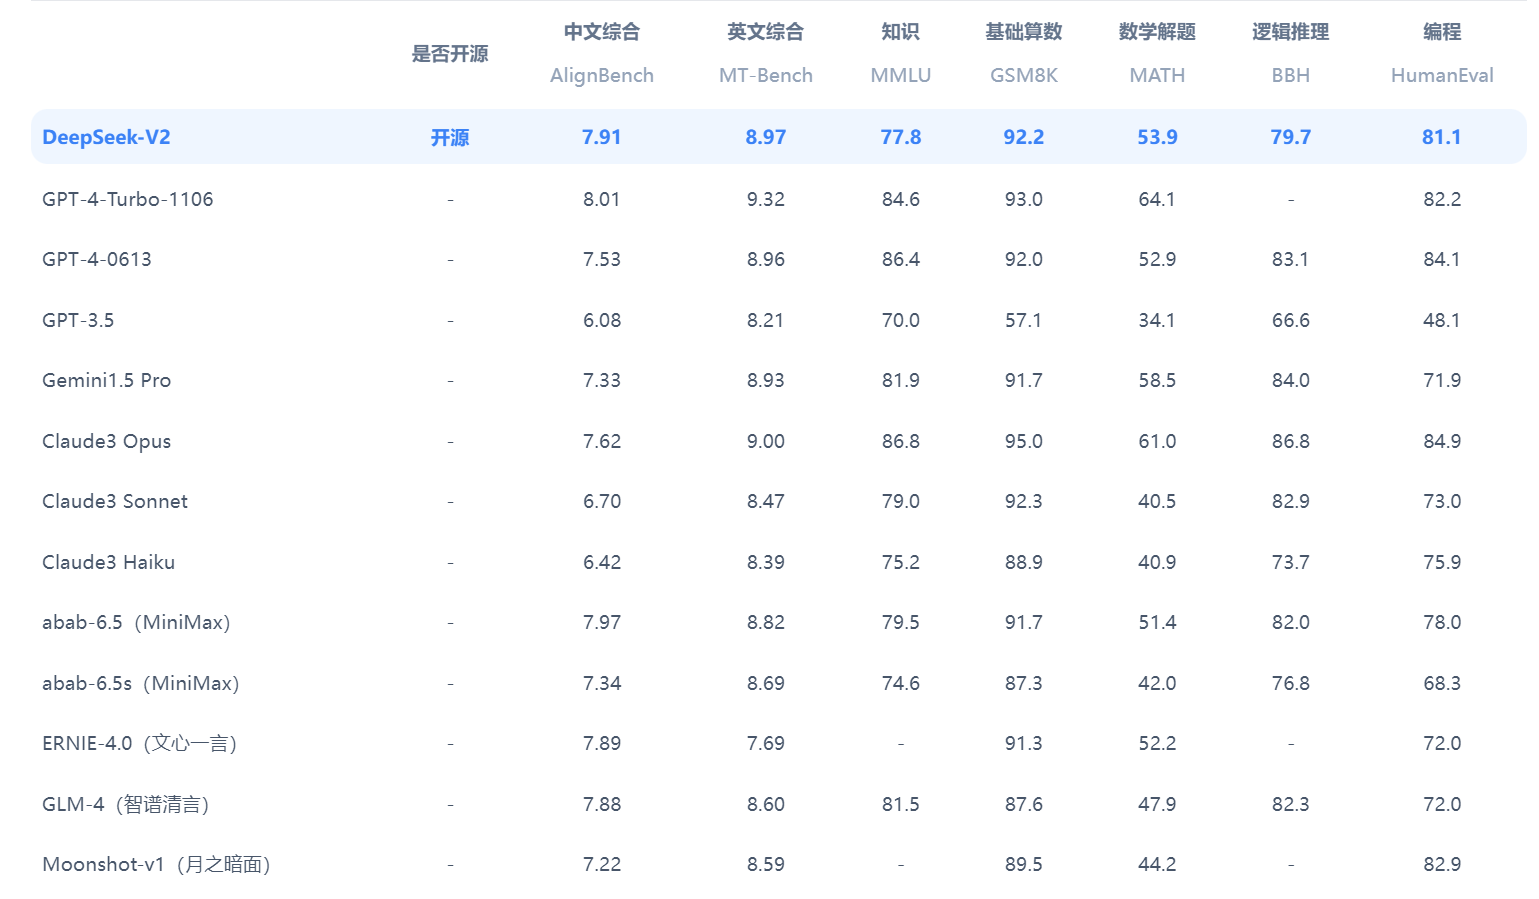 是否开源 中文综合 英文综合 知识 基础算数 数学解题 逻辑推理 编程
AlignBench MT-Bench MMLU GSM8K MATH BBH HumanEval
DeepSeek-V2 开源 7.91 8.97 77.8 92.2 53.9 79.7 81.1
GPT-4-Turbo-1106 - 8.01 9.32 84.6 93.0 64.1 - 82.2
GPT-4-0613 - 7.53 8.96 86.4 92.0 52.9 83.1 84.1
GPT-3.5 - 6.08 8.21 70.0 57.1 34.1 66.6 48.1
Gemini1.5 Pro - 7.33 8.93 81.9 91.7 58.5 84.0 71.9
Claude3 Opus - 7.62 9.00 86.8 95.0 61.0 86.8 84.9
Claude3 Sonnet - 6.70 8.47 79.0 92.3 40.5 82.9 73.0
Claude3 Haiku - 6.42 8.39 75.2 88.9 40.9 73.7 75.9
abab-6.5（MiniMax） - 7.97 8.82 79.5 91.7 51.4 82.0 78.0
abab-6.5s（MiniMax） - 7.34 8.69 74.6 87.3 42.0 76.8 68.3
ERNIE-4.0（文心一言） - 7.89 7.69 - 91.3 52.2 - 72.0
GLM-4（智谱清言） - 7.88 8.60 81.5 87.6 47.9 82.3 72.0
Moonshot-v1（月之暗面） - 7.22 8.59 - 89.5 44.2 - 82.9